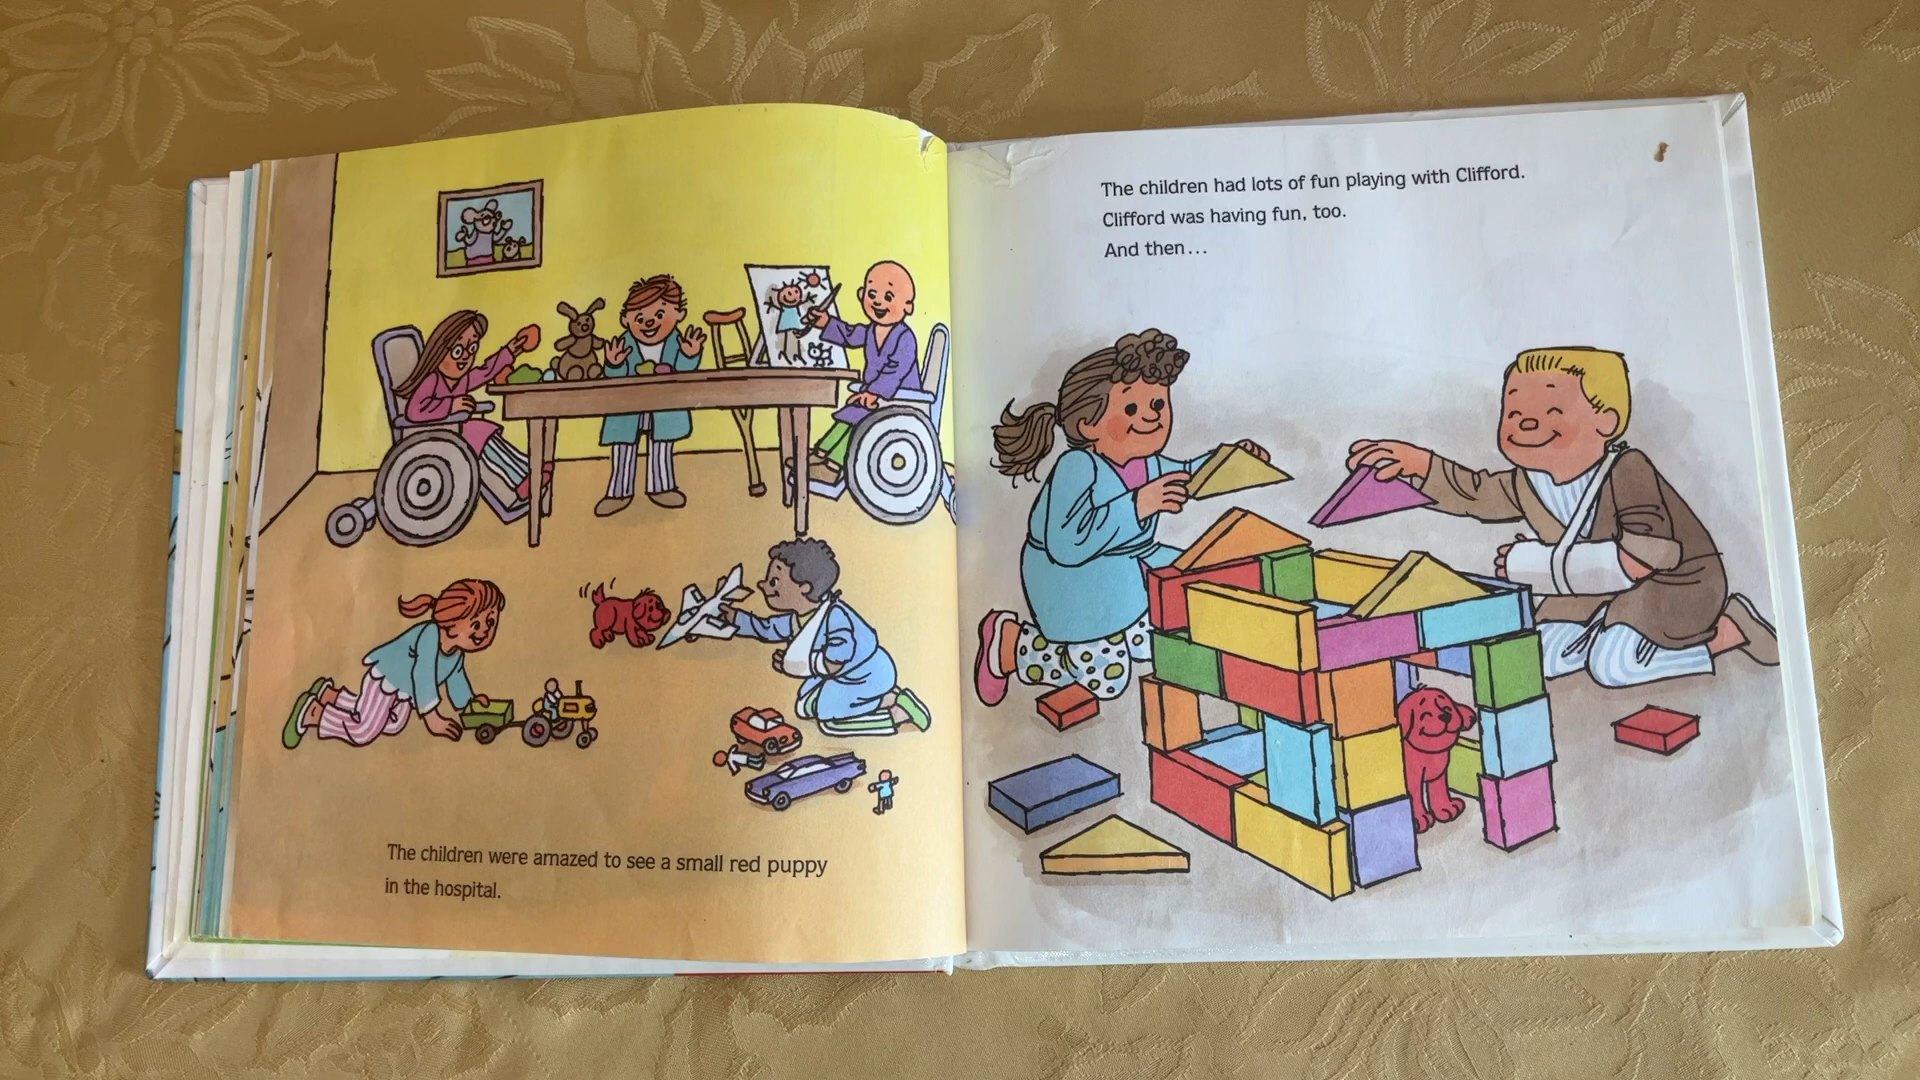 The children were amazed to see a small red puppy
in the hospital.
The children had lots of fun playing with Clifford.
Clifford was having fun, too.
And then...